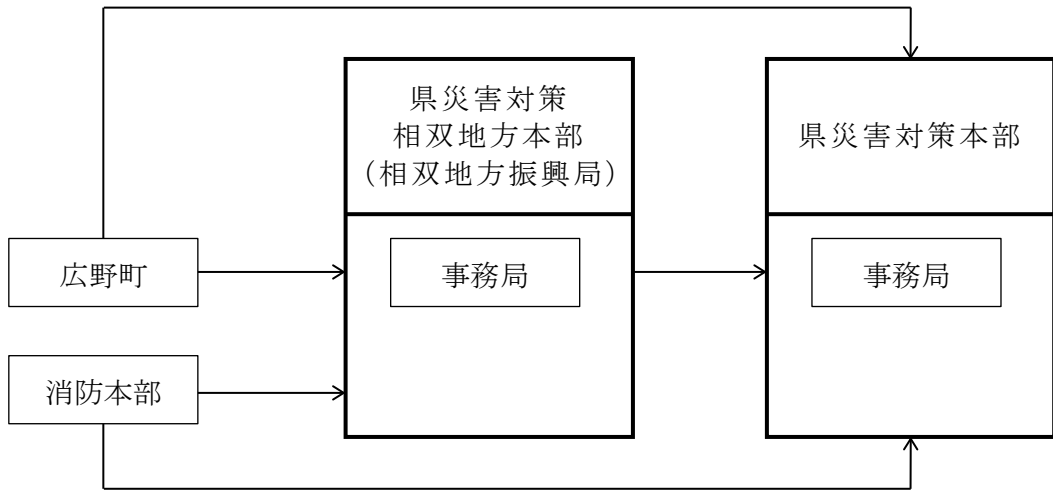 県災害対策
相双地方本部
(相双地方振興局)
県災害対策本部
広野町
事務局
事務局
消防本部